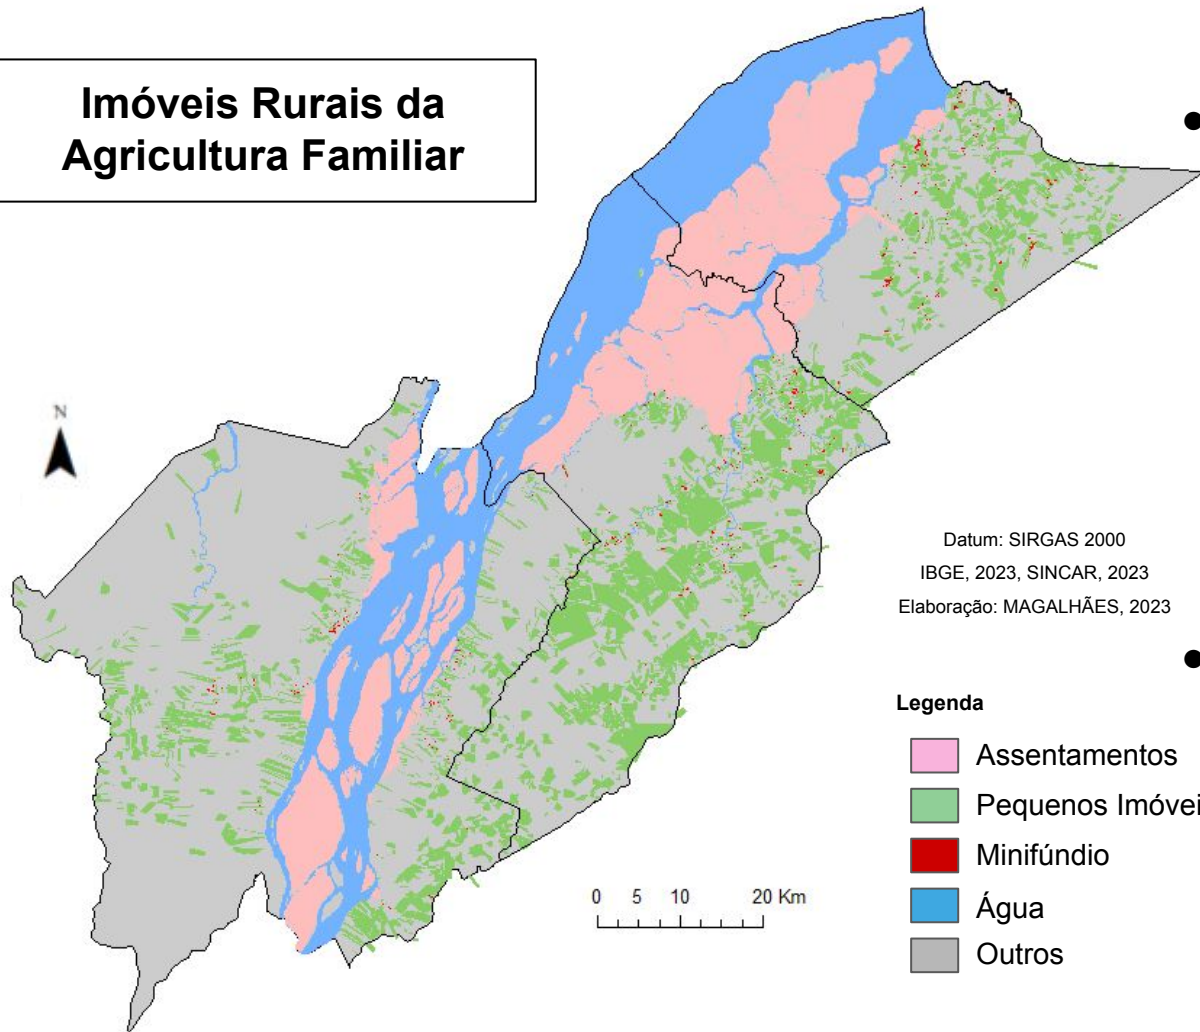 Imóveis Rurais da
Agricultura Familiar
N
Datum: SIRGAS 2000
IBGE, 2023, SINCAR, 2023
Elaboração: MAGALHÃES, 2023
Legenda
Assentamentos
Pequenos Imóvei
Minifúndio
Água
Outros
0 5 10 20 Km